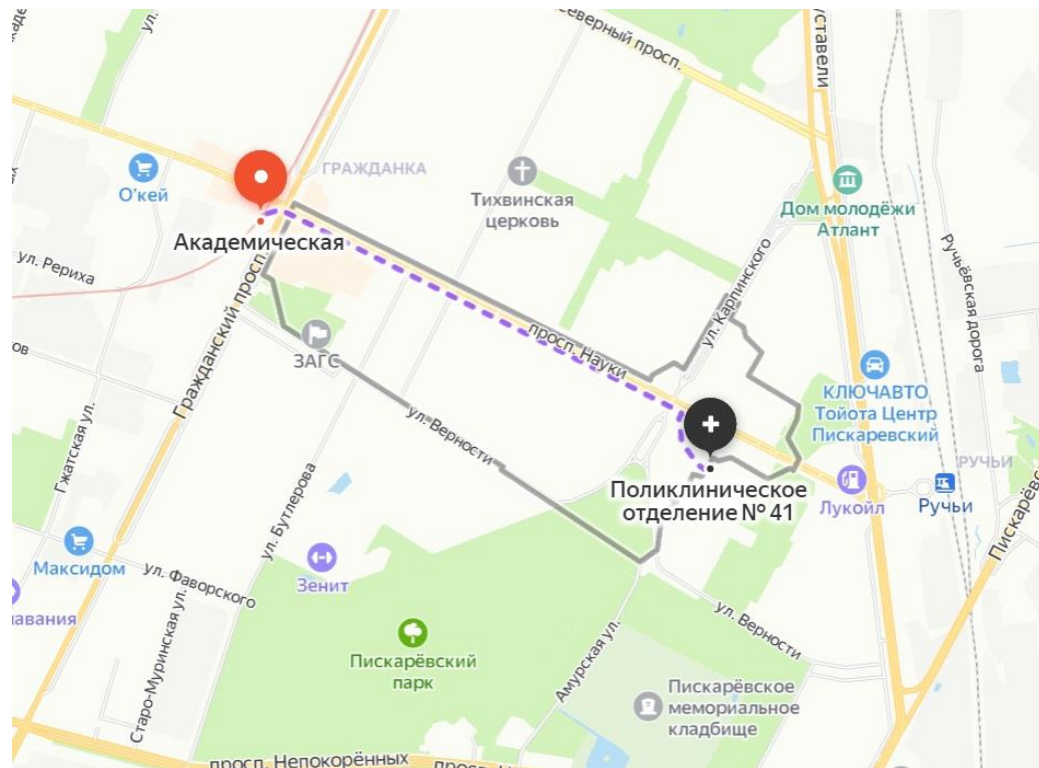 ул.
Северный просп.
О'кей
ГРАЖДАНКА
Тихвинская
церковь
Дом молодёжи
Атлант
Академическая
ул. Рериха
Гражданский просп.
ул. Карпинского
Ручьёвская дорога
ЗАГС
просп. Науки
КЛЮЧАВТО
Тойота Центр
Пискаревский
Гжатская ул.
ул. Верности
РУЧЬИ
Поликлиническое
отделение № 41
Лукойл
Ручьи
ул. Бутлерова
Максидом
ул. Фаворского
Зенит
Старо-Муринская ул.
ул. Верности
Амурская ул.
Пискарёвский
парк
Пискарёвское
мемориальное
кладбище
просп. Непокорённых